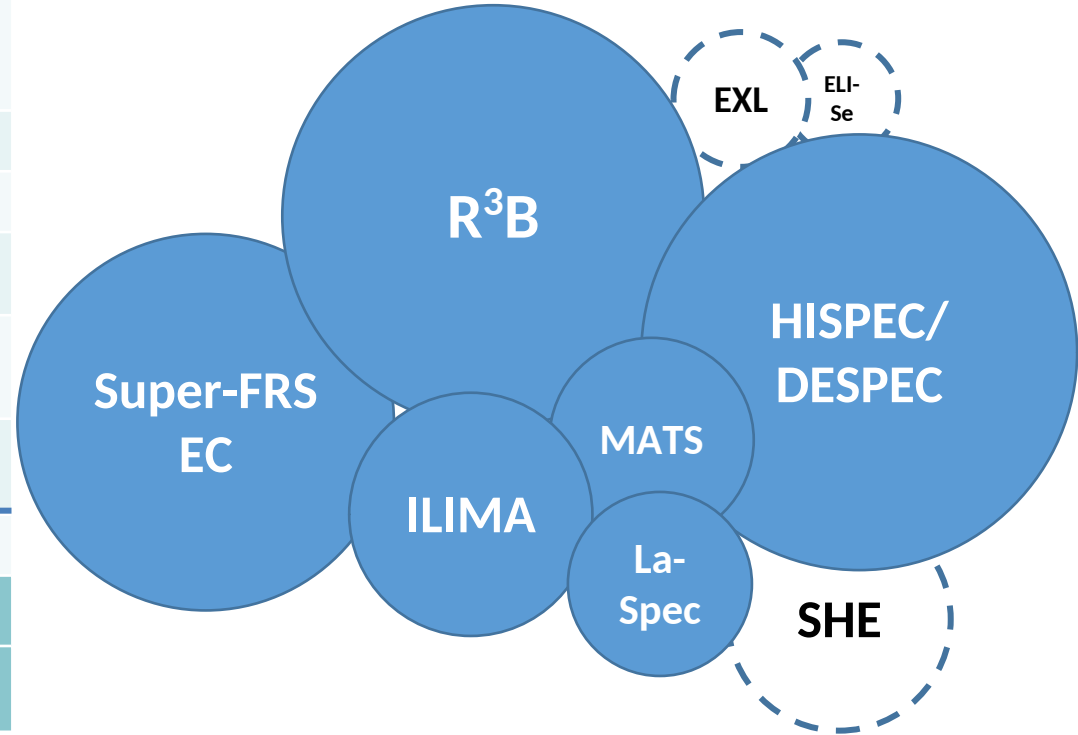 EXL
ELI-
Se
R³B
HISPEC/
DESPEC
Super-FRS
EC
MATS
ILIMA
La-
Spec
SHE